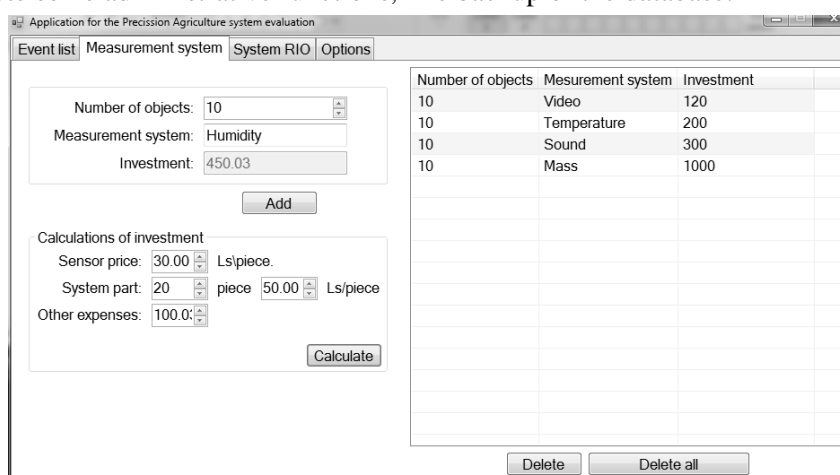 Application for the Precission Agriculture system evaluation
Event list Measurement system System RIO Options
Number of objects: 10
Measurement system: Humidity
Investment: 450.03
Add
Calculations of investment
Sensor price: 30.00 Ls\piece.
System part: 20 piece 50.00 Ls/piece
Other expenses: 100.03
Calculate
Number of objects Mesurement system Investment
10 Video 120
10 Temperature 200
10 Sound 300
10 Mass 1000
Delete Delete all